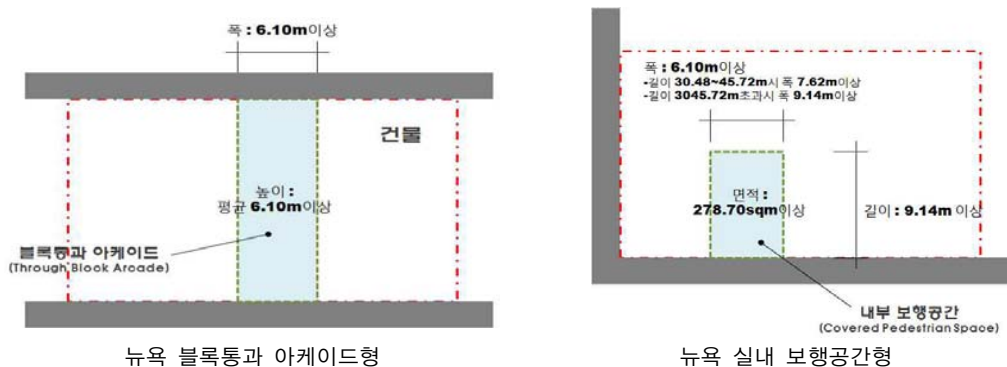 폭 : 6.10m이상
건물
높이 :
평균 6.10m이상
블록통과 아케이드
(Through Block Arcade)
뉴욕 블록통과 아케이드형
폭 : 6.10m이상
-길이 30.48~45.72m시 폭 7.62m이상
-길이 3045.72m초과시 폭 9.14m이상
면적 :
278.70sqm이상
길이 : 9.14m 이상
내부 보행공간
(Covered Pedestrian Space)
뉴욕 실내 보행공간형